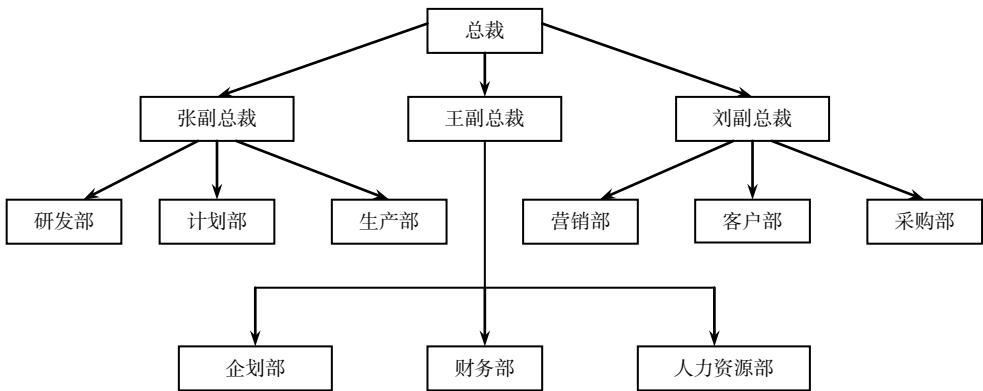 总裁
张副总裁
王副总裁
刘副总裁
研发部
计划部
生产部
营销部
客户部
采购部
企划部
财务部
人力资源部